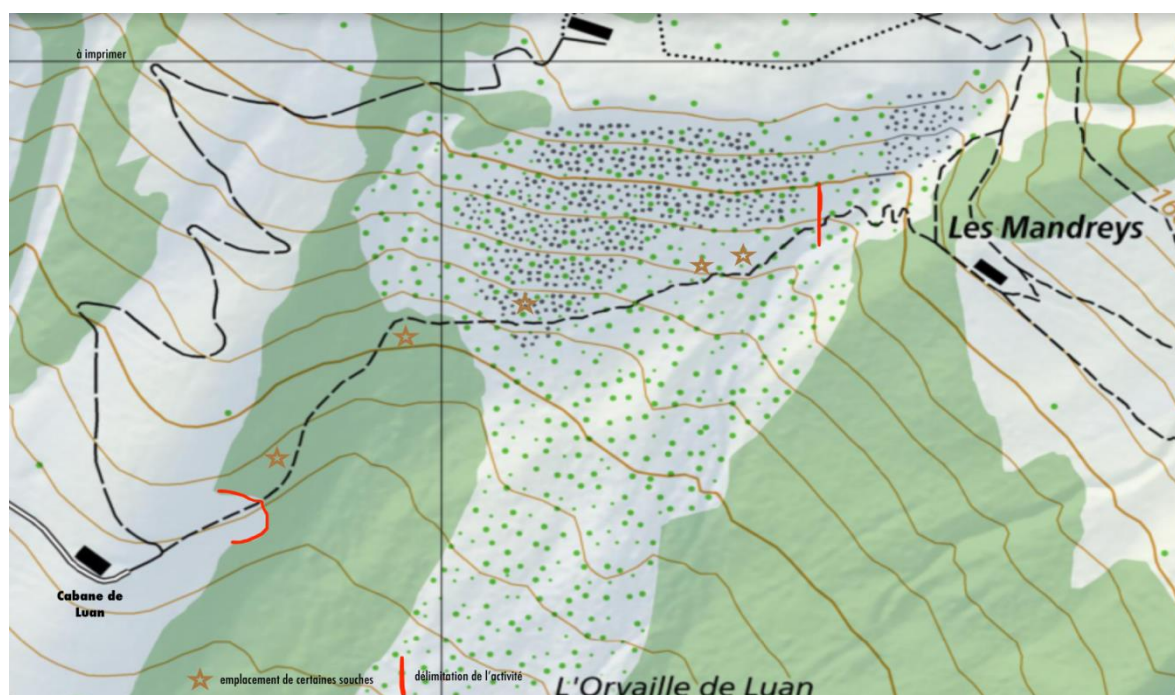 à imprimer
Les Mandreys
Cabane de
Luan
emplacement de certaines souches
délimitation de l'activité
L'Orvaille de Luan